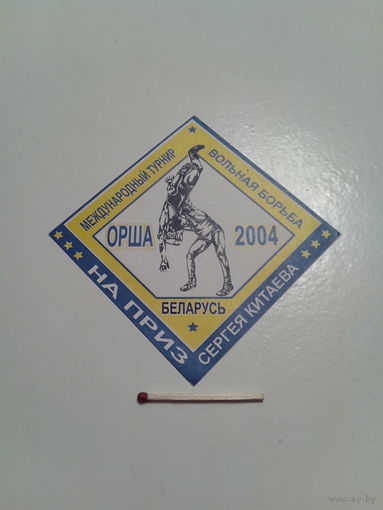 МЕЖДУНАРОДНЫЙ ТУРНИР
ВОЛЬНАЯ БОРЬБА
ОРША 2004
БЕЛАРУСЬ
НА ПРИЗ
СЕРГЕЯ КИТАЕВА
www.ay.by